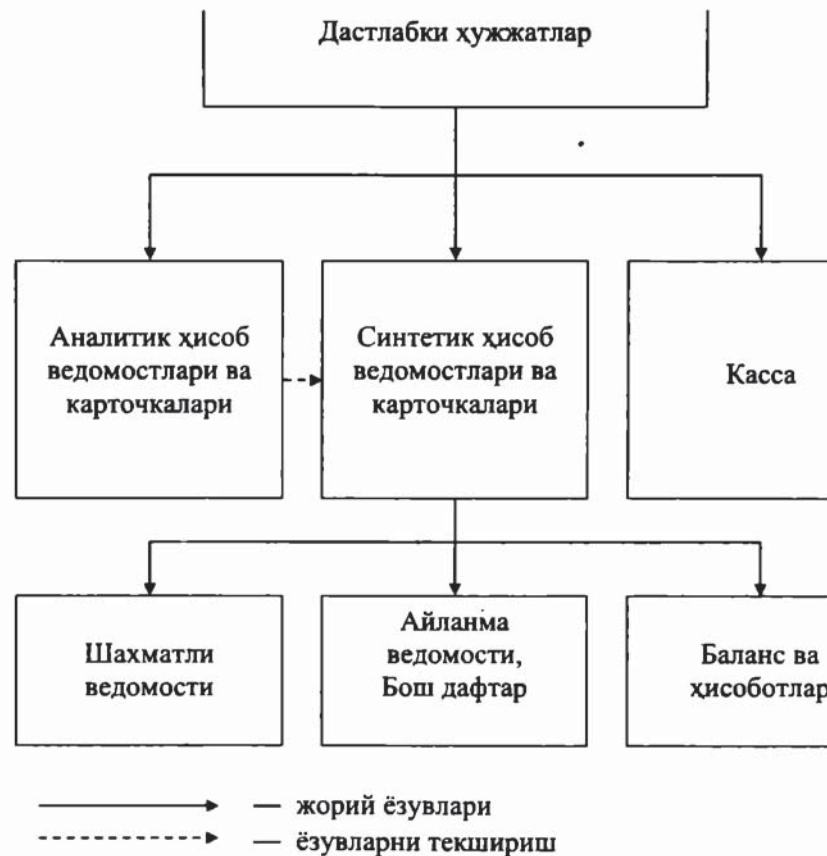 Дастлабки ҳужжатлар
Аналитик ҳисоб
ведомостлари ва
карточкалари
Синтетик ҳисоб
ведомостлари ва
карточкалари
Касса
Шахматли
ведомости
Айланма
ведомости,
Бош дафтар
Баланс ва
ҳисоботлар
— жорий ёзувлари
— ёзувларни текшириш